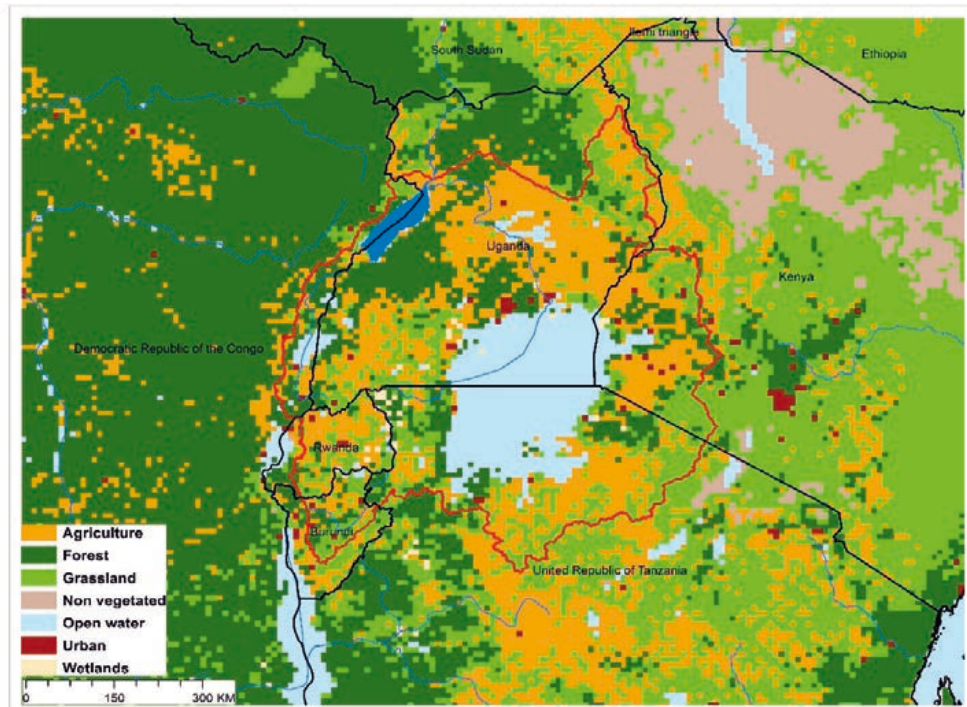 Ilemi triangle
South Sudan
Ethiopia
Uganda
Kenya
Democratic Republic of the Congo
Rwanda
Burundi
United Republic of Tanzania
Agriculture
Forest
Grassland
Non vegetated
Open water
Urban
Wetlands
0 150 300 KM